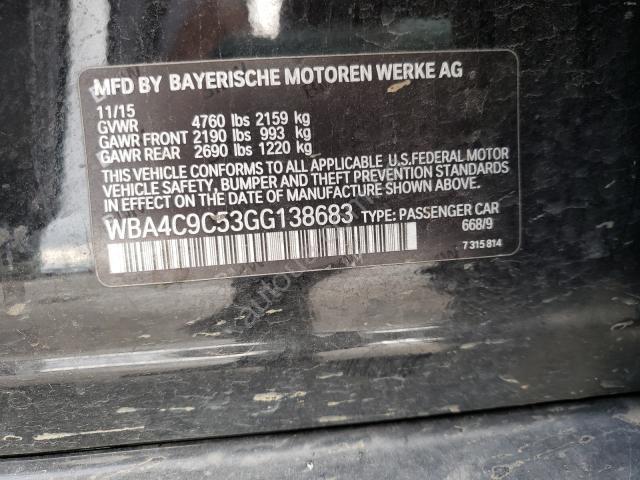 MFD BY BAYERISCHE MOTOREN WERKE AG
11/15
GVWR 4760 lbs 2159 kg
GAWR FRONT 2190 lbs 993 kg
GAWR REAR 2690 lbs 1220 kg
THIS VEHICLE CONFORMS TO ALL APPLICABLE U.S.FEDERAL MOTOR
VEHICLE SAFETY, BUMPER, AND THEFT PREVENTION STANDARDS
IN EFFECT ON THE DATE OF MANUFACTURE SHOWN ABOVE.
WBA4C9C53GG138683 TYPE: PASSENGER CAR
668/9
7 315 814